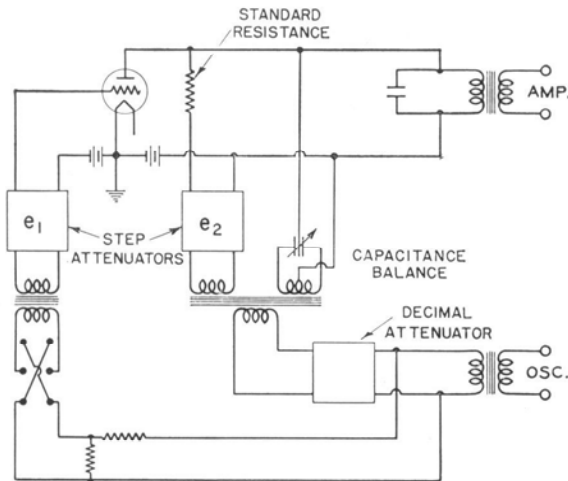 STANDARD
RESISTANCE
AMP.
e1
STEP
ATTENUATORS
e2
CAPACITANCE
BALANCE
DECIMAL
ATTENUATOR
OSC.